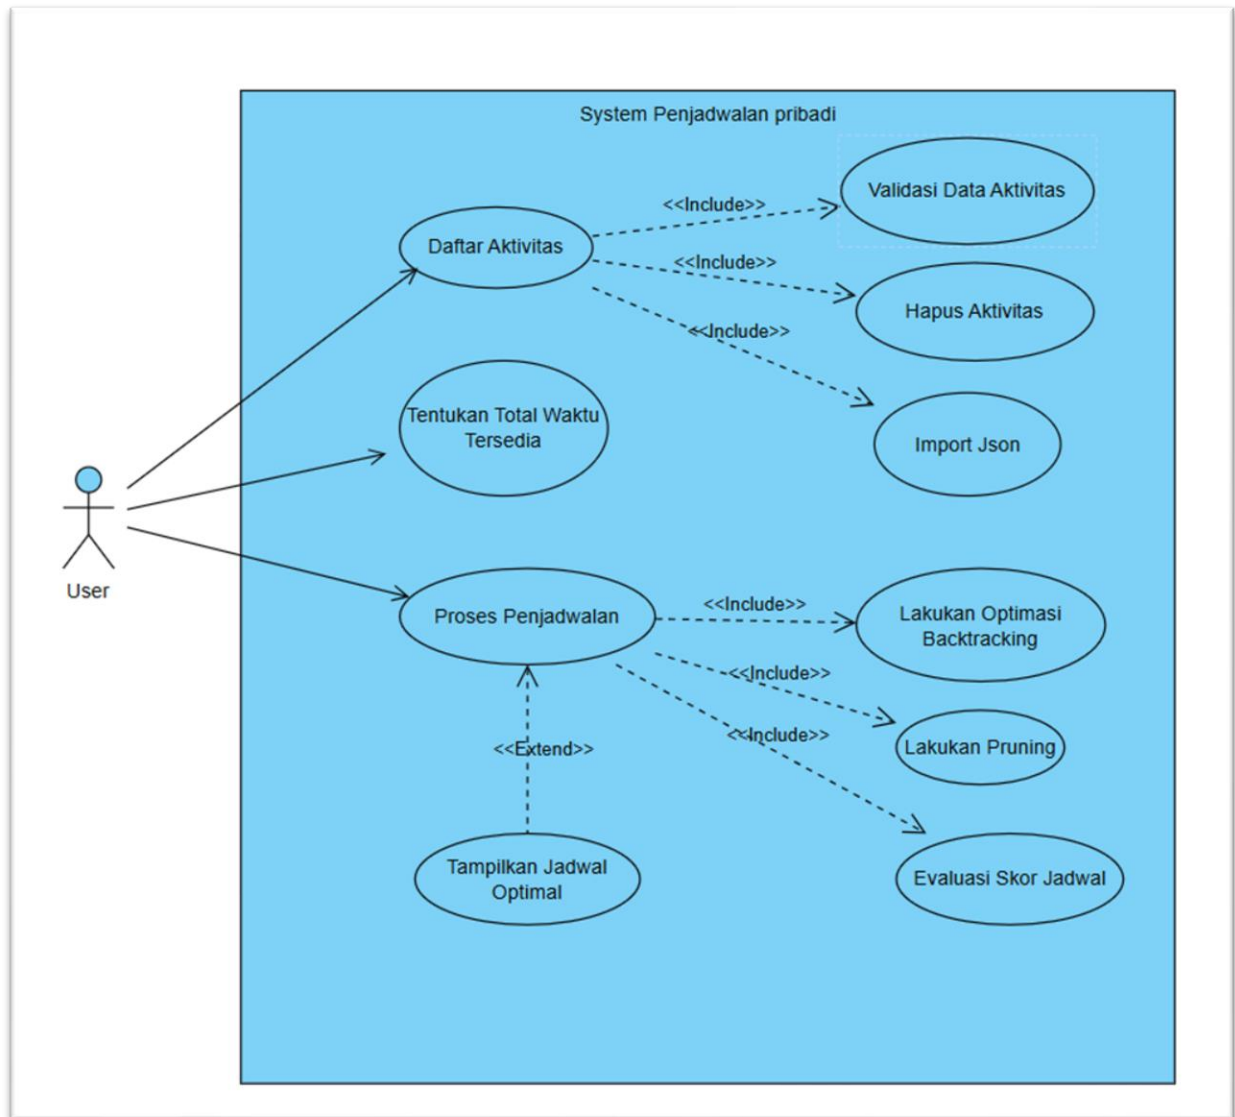 System Penjadwalan pribadi
Validasi Data Aktivitas
<<Include>>
Daftar Aktivitas
<<Include>>
Hapus Aktivitas
<<Include>>
Tentukan Total Waktu
Tersedia
Import Json
User
Proses Penjadwalan
<<Include>>
Lakukan Optimasi
Backtracking
<<Include>>
<<Include>>
Lakukan Pruning
<<Extend>>
Tampilkan Jadwal
Optimal
Evaluasi Skor Jadwal